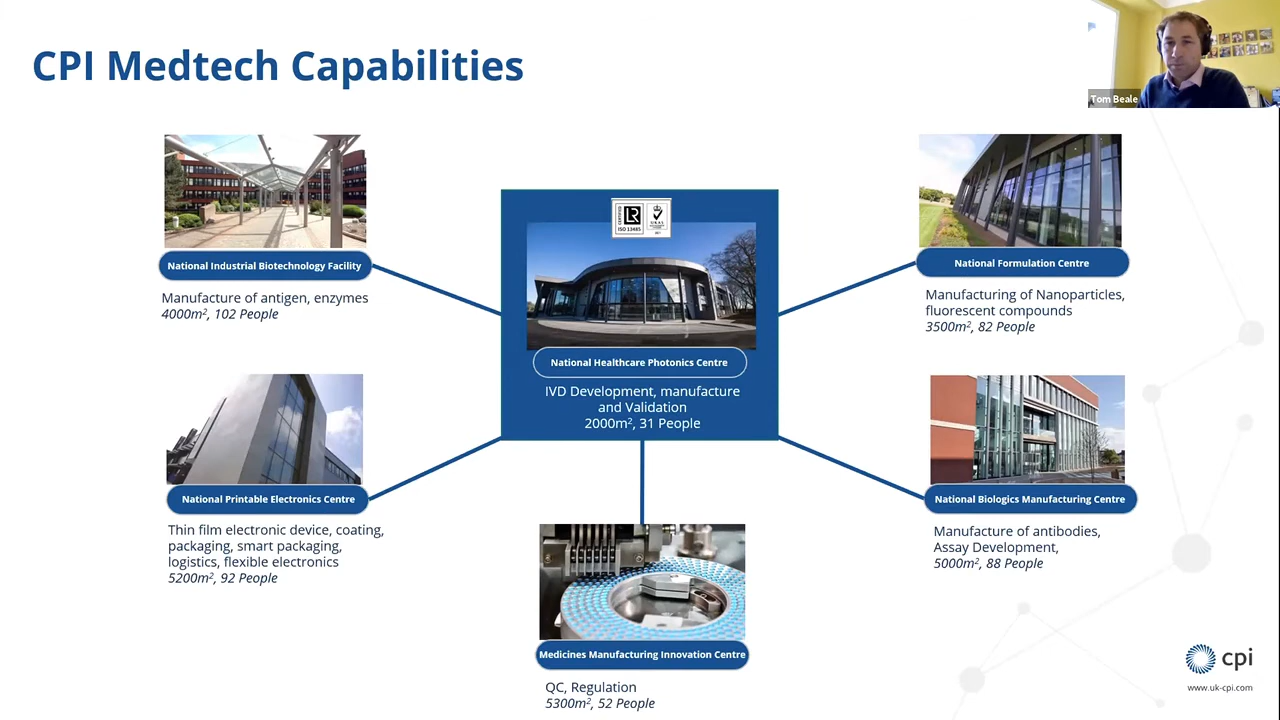 CPI Medtech Capabilities
Tom Beale
National Industrial Biotechnology Facility
Manufacture of antigen, enzymes
4000m², 102 People
LR
ISO 13485
UKAS
National Healthcare Photonics Centre
IVD Development, manufacture
and Validation
2000m², 31 People
National Formulation Centre
Manufacturing of Nanoparticles,
fluorescent compounds
3500m², 82 People
National Printable Electronics Centre
Thin film electronic device, coating,
packaging, smart packaging,
logistics, flexible electronics
5200m², 92 People
National Biologics Manufacturing Centre
Manufacture of antibodies,
Assay Development,
5000m², 88 People
Medicines Manufacturing Innovation Centre
QC, Regulation
5300m², 52 People
cpi
www.uk-cpi.com